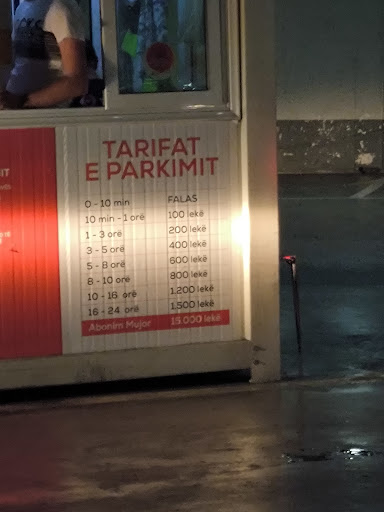 TARIFAT
E PARKIMIT
0 - 10 min FALAS
10 min - 1 orë 100 lekë
1 - 3 orë 200 lekë
3 - 5 orë 400 lekë
5 - 8 orë 600 lekë
8 - 10 orë 800 lekë
10 - 16 orë 1.200 lekë
16 - 24 orë 1.500 lekë
Abonim Mujor 15.000 lekë